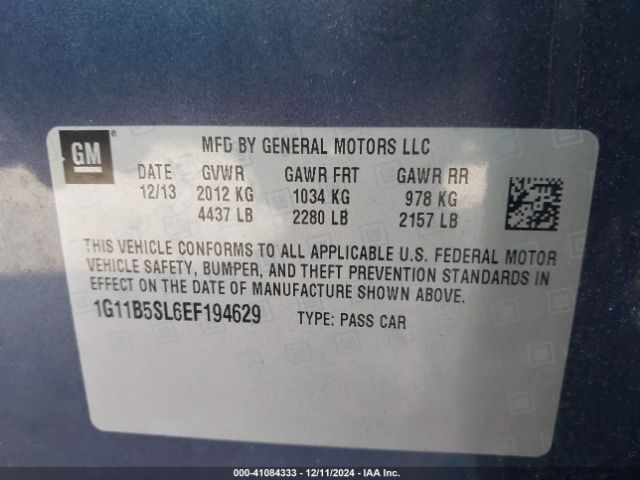 GM ®
MFD BY GENERAL MOTORS LLC
DATE GVWR GAWR FRT GAWR RR
12/13 2012 KG 1034 KG 978 KG
4437 LB 2280 LB 2157 LB
THIS VEHICLE CONFORMS TO ALL APPLICABLE U.S. FEDERAL MOTOR
VEHICLE SAFETY, BUMPER, AND THEFT PREVENTION STANDARDS IN
EFFECT ON THE DATE OF MANUFACTURE SHOWN ABOVE.
1G11B5SL6EF194629 TYPE: PASS CAR
000-41084333 - 12/11/2024 - IAA Inc.